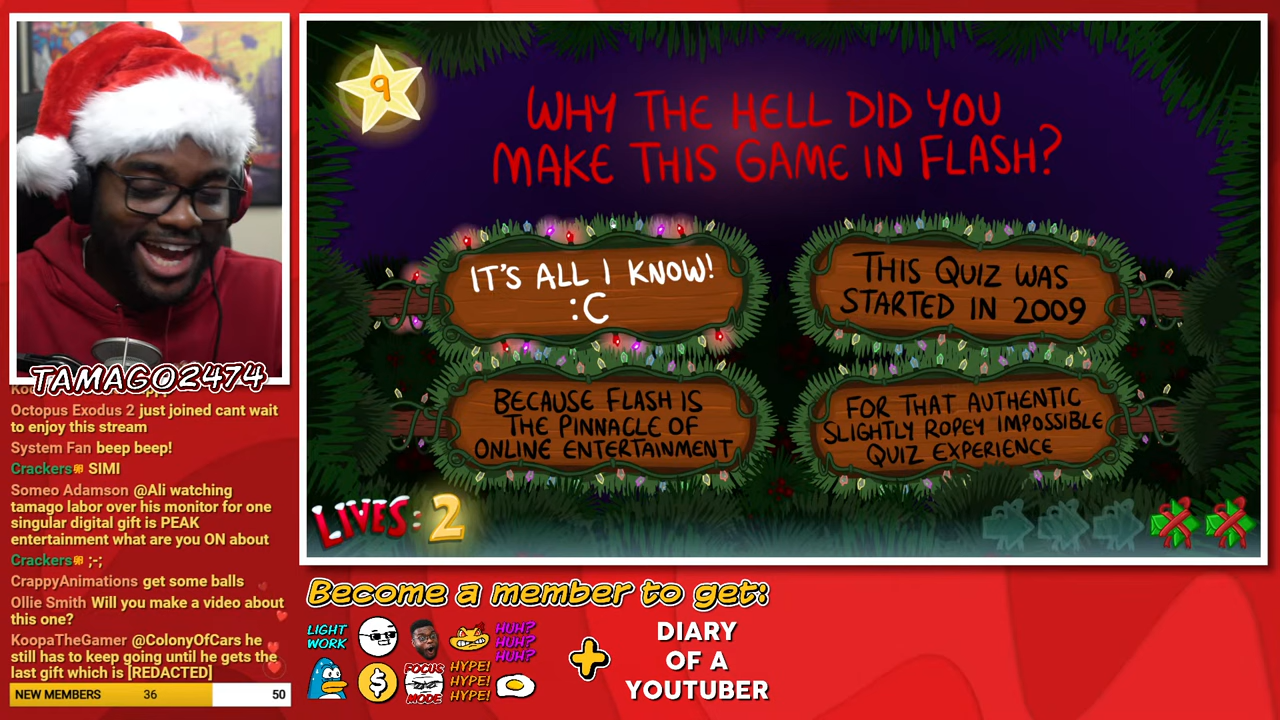 9
WHY THE HELL DID YOU
MAKE THIS GAME IN FLASH?
IT'S ALL I KNOW!
:C
THIS QUIZ WAS
STARTED IN 2009
BECAUSE FLASH IS
THE PINNACLE OF
ONLINE ENTERTAINMENT
FOR THAT AUTHENTIC
SLIGHTLY ROPEY IMPOSSIBLE
QUIZ EXPERIENCE
LIVES: 2
TAMAGO2474
Octopus Exodus 2 just joined cant wait
to enjoy this stream
System Fan beep beep!
Crackers SIMI
Someo Adamson @Ali watching
tamago labor over his monitor for one
singular digital gift is PEAK
entertainment what are you ON about
Crackers ;-;
CrappyAnimations get some balls
Ollie Smith Will you make a video about
this one?
KoopaTheGamer @ColonyOfCars he
still has to keep going until he gets the
last gift which is [REDACTED]
NEW MEMBERS 36 50
Become a member to get:
LIGHT
WORK
HUH?
HUH?
HUH?
FOCUS
MODE
HYPE!
HYPE!
HYPE!
$
+
DIARY
OF A
YOUTUBER